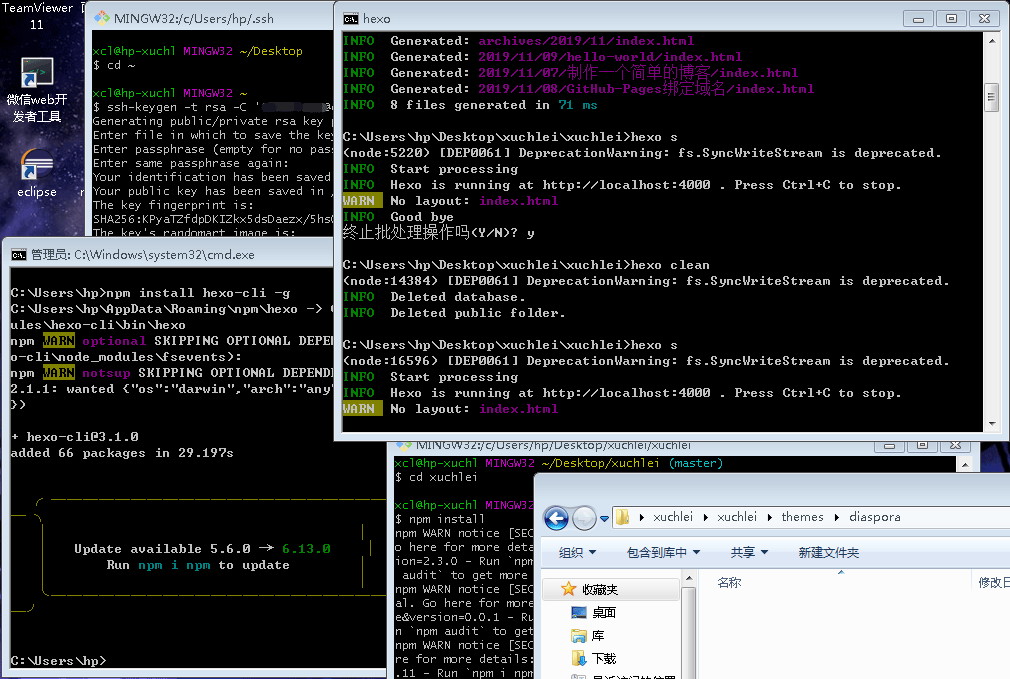 TeamViewer
11
微信web开
发者工具
eclipse
MINGW32:/c/Users/hp/.ssh
xcl@hp-xuchl MINGW32 ~/Desktop
$ cd ~
xcl@hp-xuchl MINGW32 ~
$ ssh-keygen -t rsa -C '
Generating public/private rsa key
Enter file in which to save the key
Enter passphrase (empty for no pass
Enter same passphrase again:
Your identification has been saved
Your public key has been saved in
The key fingerprint is:
SHA256:KPyaTZfdpDKIZkx5dsDaezx/5hs
The key's randomart image is:
hexo
INFO Generated: archives/2019/11/index.html
INFO Generated: 2019/11/09/hello-world/index.html
INFO Generated: 2019/11/07/制作一个简单的博客/index.html
INFO Generated: 2019/11/08/GitHub-Pages绑定域名/index.html
INFO 8 files generated in 71 ms
C:\Users\hp\Desktop\xuchlei\xuchlei>hexo s
(node:5220) [DEP0061] DeprecationWarning: fs.SyncWriteStream is deprecated.
INFO Start processing
INFO Hexo is running at http://localhost:4000 . Press Ctrl+C to stop.
WARN No layout: index.html
INFO Good bye
终止批处理操作吗(Y/N)? y
C:\Users\hp\Desktop\xuchlei\xuchlei>hexo clean
(node:14384) [DEP0061] DeprecationWarning: fs.SyncWriteStream is deprecated.
INFO Deleted database.
INFO Deleted public folder.
C:\Users\hp\Desktop\xuchlei\xuchlei>hexo s
(node:16596) [DEP0061] DeprecationWarning: fs.SyncWriteStream is deprecated.
INFO Start processing
INFO Hexo is running at http://localhost:4000 . Press Ctrl+C to stop.
WARN No layout: index.html
管理员: C:\Windows\system32\cmd.exe
C:\Users\hp>npm install hexo-cli -g
C:\Users\hp\AppData\Roaming\npm\hexo ->
ules\hexo-cli\bin\hexo
npm WARN optional SKIPPING OPTIONAL DEPE
o-cli\node_modules\fsevents):
npm WARN notsup SKIPPING OPTIONAL DEPEND
2.1.1: wanted {"os":"darwin","arch":"any"
})
+ hexo-cli@3.1.0
added 66 packages in 29.197s
Update available 5.6.0 → 6.13.0
Run npm i npm to update
C:\Users\hp>
MINGW32:/c/Users/hp/Desktop/xuchlei/xuchlei
xcl@hp-xuchl MINGW32 ~/Desktop/xuchlei (master)
$ cd xuchlei
xcl@hp-xuchl MINGW32
$ npm install
npm WARN notice [SEC
o here for more deta
ion=2.3.0 - Run `npm
audit` to get more
npm WARN notice [SEC
al. Go here for more
e&version=0.0.1 - Ru
n `npm audit` to get
npm WARN notice [SEC
re for more details:
.11 - Run `npm i npm
xuchlei xuchlei themes diaspora
组织 包含到库中 共享 新建文件夹
收藏夹 名称 修改日
桌面
库
下载
最近访问的位置